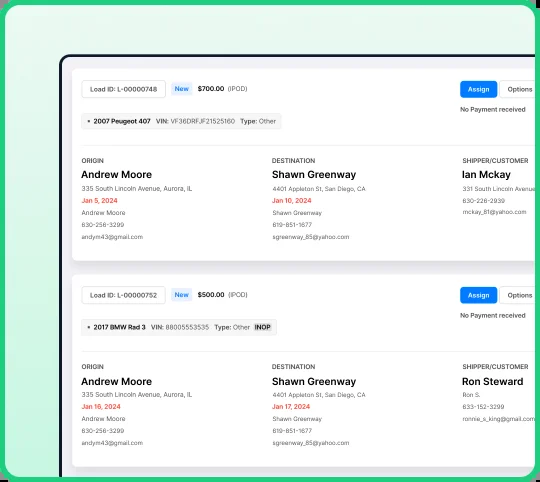 Load ID: L-00000748 New $700.00 (IPOD) Assign Options
No Payment received
• 2007 Peugeot 407 VIN: VF36DRFJF21525160 Type: Other
ORIGIN DESTINATION SHIPPER/CUSTOMER
Andrew Moore Shawn Greenway Ian Mckay
335 South Lincoln Avenue, Aurora, IL 4401 Appleton St, San Diego, CA 331 South Lincoln Avenue
Jan 5, 2024 Jan 10, 2024 630-226-2939
Andrew Moore Shawn Greenway mckay_81@yahoo.com
630-256-3299 619-851-1677
andym43@gmail.com sgreenway_85@yahoo.com
Load ID: L-00000752 New $500.00 (IPOD) Assign Options
No Payment received
• 2017 BMW Rad 3 VIN: 88005553535 Type: Other INOP
ORIGIN DESTINATION SHIPPER/CUSTOMER
Andrew Moore Shawn Greenway Ron Steward
335 South Lincoln Avenue, Aurora, IL 4401 Appleton St, San Diego, CA Ron S.
Jan 16, 2024 Jan 17, 2024 633-152-3299
Andrew Moore Shawn Greenway ronnie_s_king@gmail.com
630-256-3299 619-851-1677
andym43@gmail.com sgreenway_85@yahoo.com